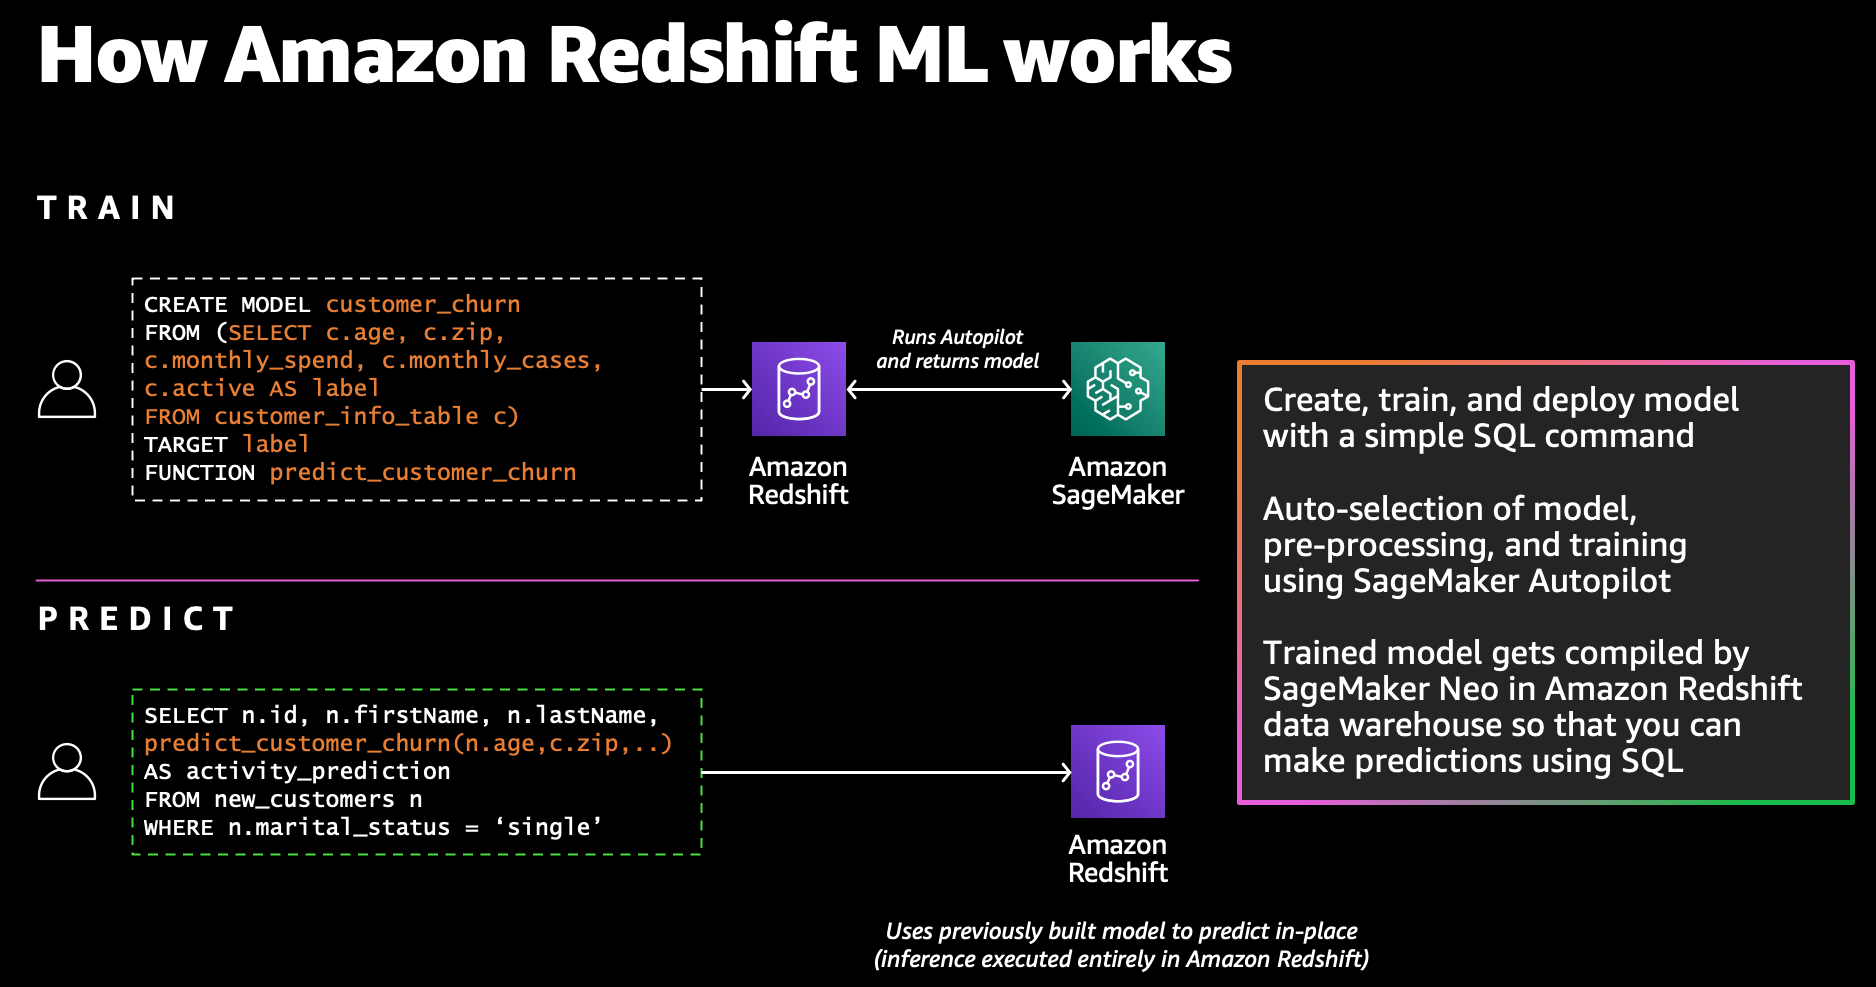 How Amazon Redshift ML works
TRAIN
CREATE MODEL customer_churn
FROM (SELECT c.age, c.zip,
c.monthly_spend, c.monthly_cases,
c.active AS label
FROM customer_info_table c)
TARGET label
FUNCTION predict_customer_churn
Amazon
Redshift
Runs Autopilot
and returns model
Amazon
SageMaker
PREDICT
SELECT n.id, n.firstName, n.lastName,
predict_customer_churn(n.age,c.zip,..)
AS activity_prediction
FROM new_customers n
WHERE n.marital_status = ‘single’
Amazon
Redshift
Uses previously built model to predict in-place
(inference executed entirely in Amazon Redshift)
Create, train, and deploy model
with a simple SQL command
Auto-selection of model,
pre-processing, and training
using SageMaker Autopilot
Trained model gets compiled by
SageMaker Neo in Amazon Redshift
data warehouse so that you can
make predictions using SQL